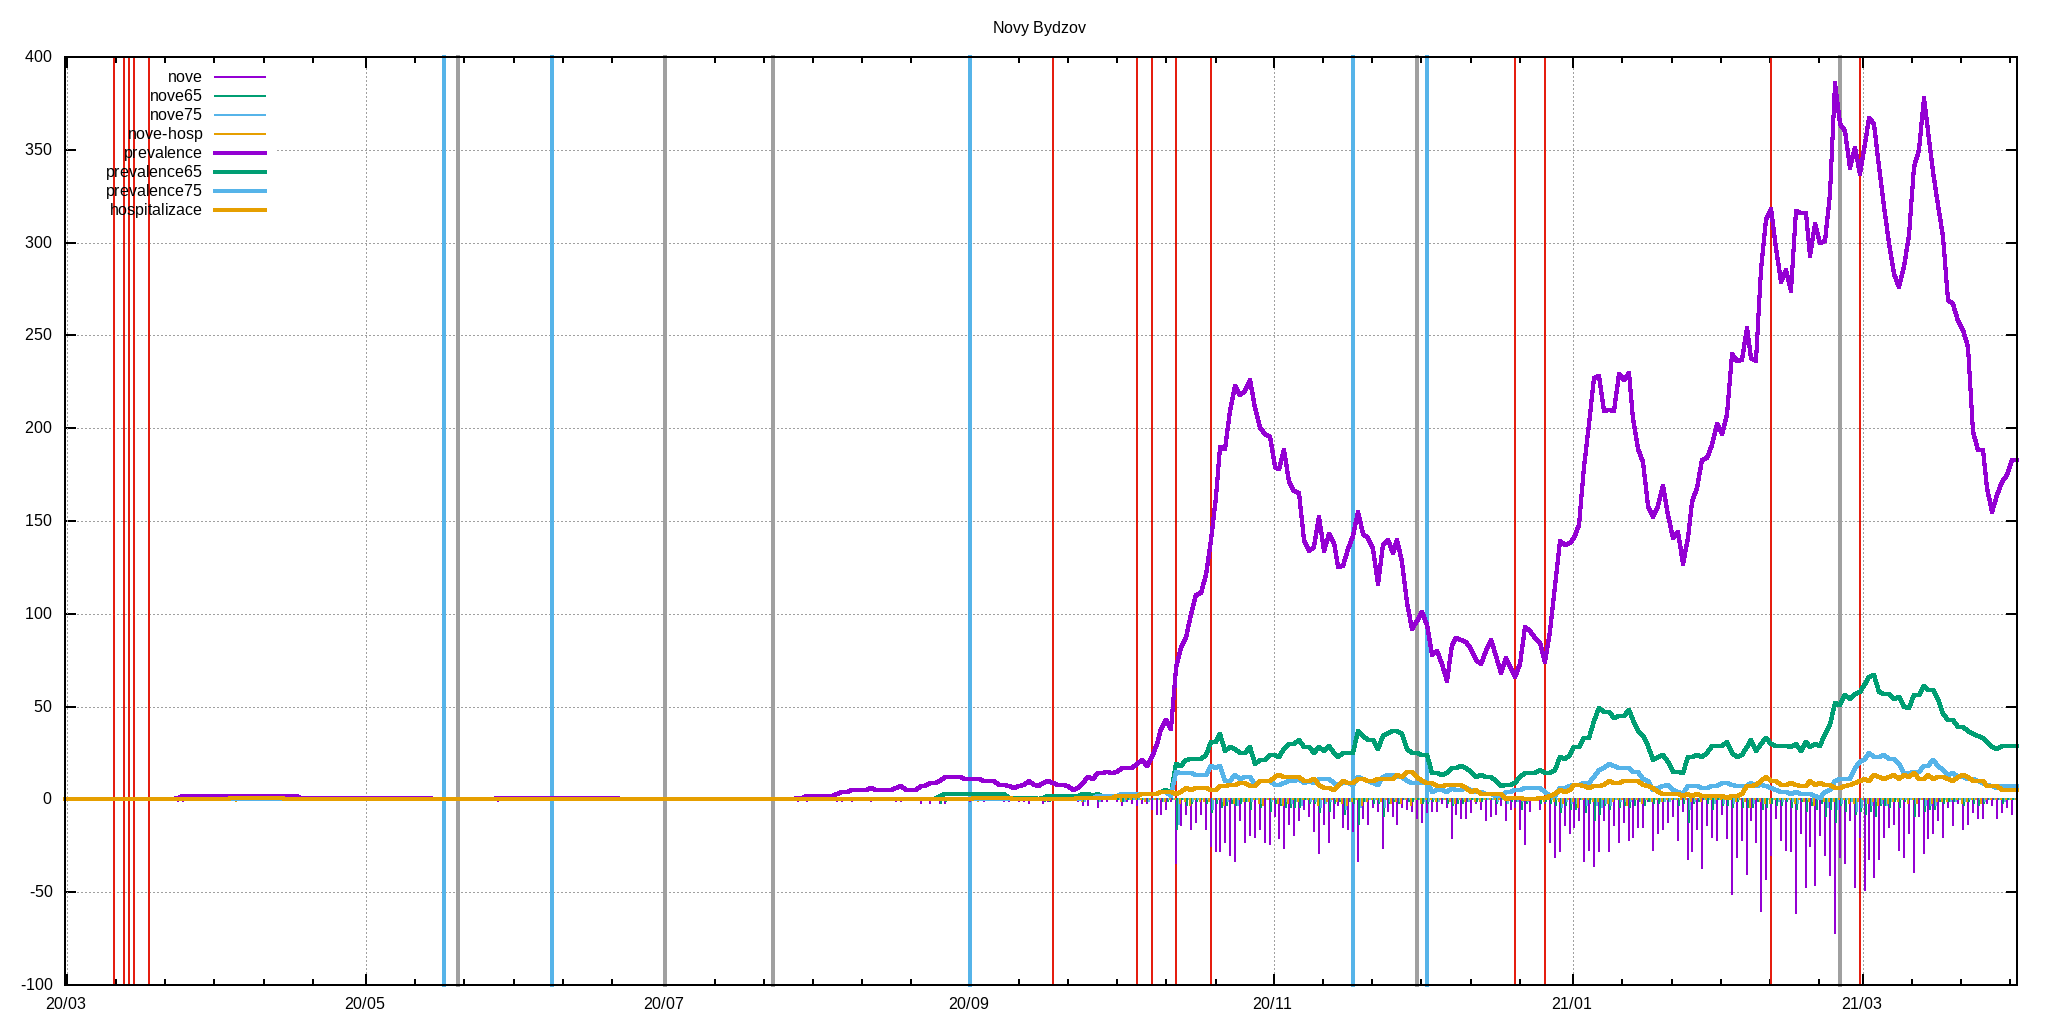 Novy Bydzov
400
350
300
250
200
150
100
50
0
-50
-100
nove
nove65
nove75
nove-hosp
prevalence
prevalence65
prevalence75
hospitalizace
20/03 20/05 20/07 20/09 20/11 21/01 21/03